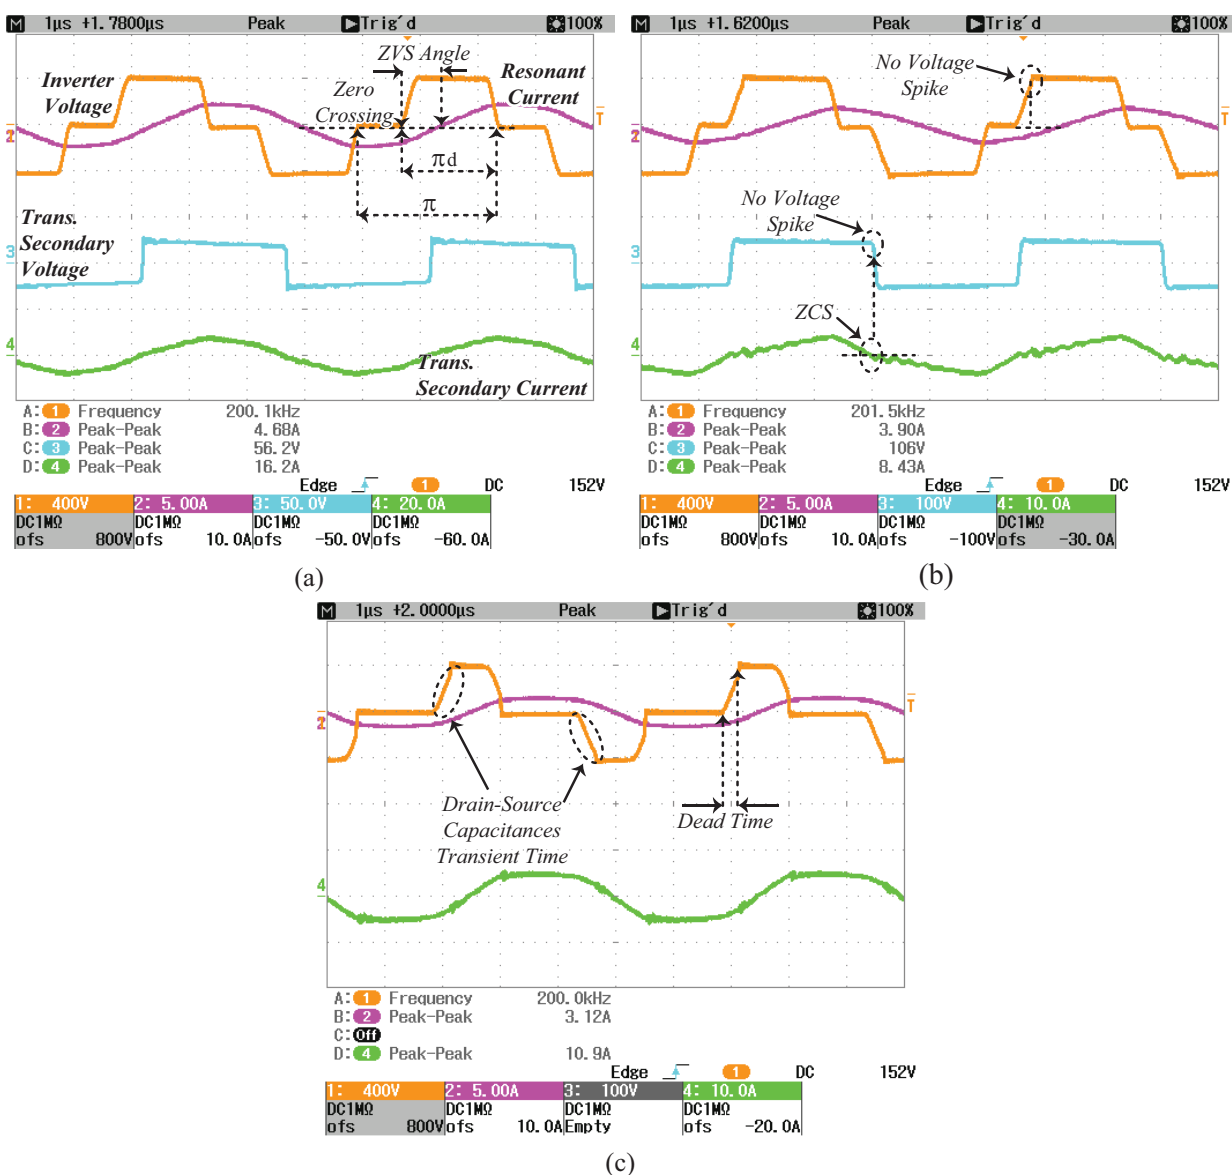 M 1µs +1.7800µs Peak Trig'd 100%
ZVS Angle
Inverter
Voltage
Zero
Crossing
Resonant
Current
T
2
πd
π
Trans.
Secondary
Voltage
3
4
Trans.
Secondary Current
A: 1 Frequency 200.1kHz
B: 2 Peak-Peak 4.68A
C: 3 Peak-Peak 56.2V
D: 4 Peak-Peak 16.2A
Edge 1 DC 152V
1: 400V 2: 5.00A 3: 50.0V 4: 20.0A
DC1MΩ DC1MΩ DC1MΩ DC1MΩ
ofs 800V ofs 10.0A ofs -50.0V ofs -60.0A
(a)
M 1µs +1.6200µs Peak Trig'd 100%
No Voltage
Spike
T
2
No Voltage
Spike
3
ZCS
4
A: 1 Frequency 201.5kHz
B: 2 Peak-Peak 3.90A
C: 3 Peak-Peak 106V
D: 4 Peak-Peak 8.43A
Edge 1 DC 152V
1: 400V 2: 5.00A 3: 100V 4: 10.0A
DC1MΩ DC1MΩ DC1MΩ DC1MΩ
ofs 800V ofs 10.0A ofs -100V ofs -30.0A
(b)
M 1µs +2.0000µs Peak Trig'd 100%
T
2
Drain-Source
Capacitances
Transient Time
Dead Time
4
A: 1 Frequency 200.0kHz
B: 2 Peak-Peak 3.12A
C: Off
D: 4 Peak-Peak 10.9A
Edge 1 DC 152V
1: 400V 2: 5.00A 3: 100V 4: 10.0A
DC1MΩ DC1MΩ DC1MΩ DC1MΩ
ofs 800V ofs 10.0A Empty ofs -20.0A
(c)